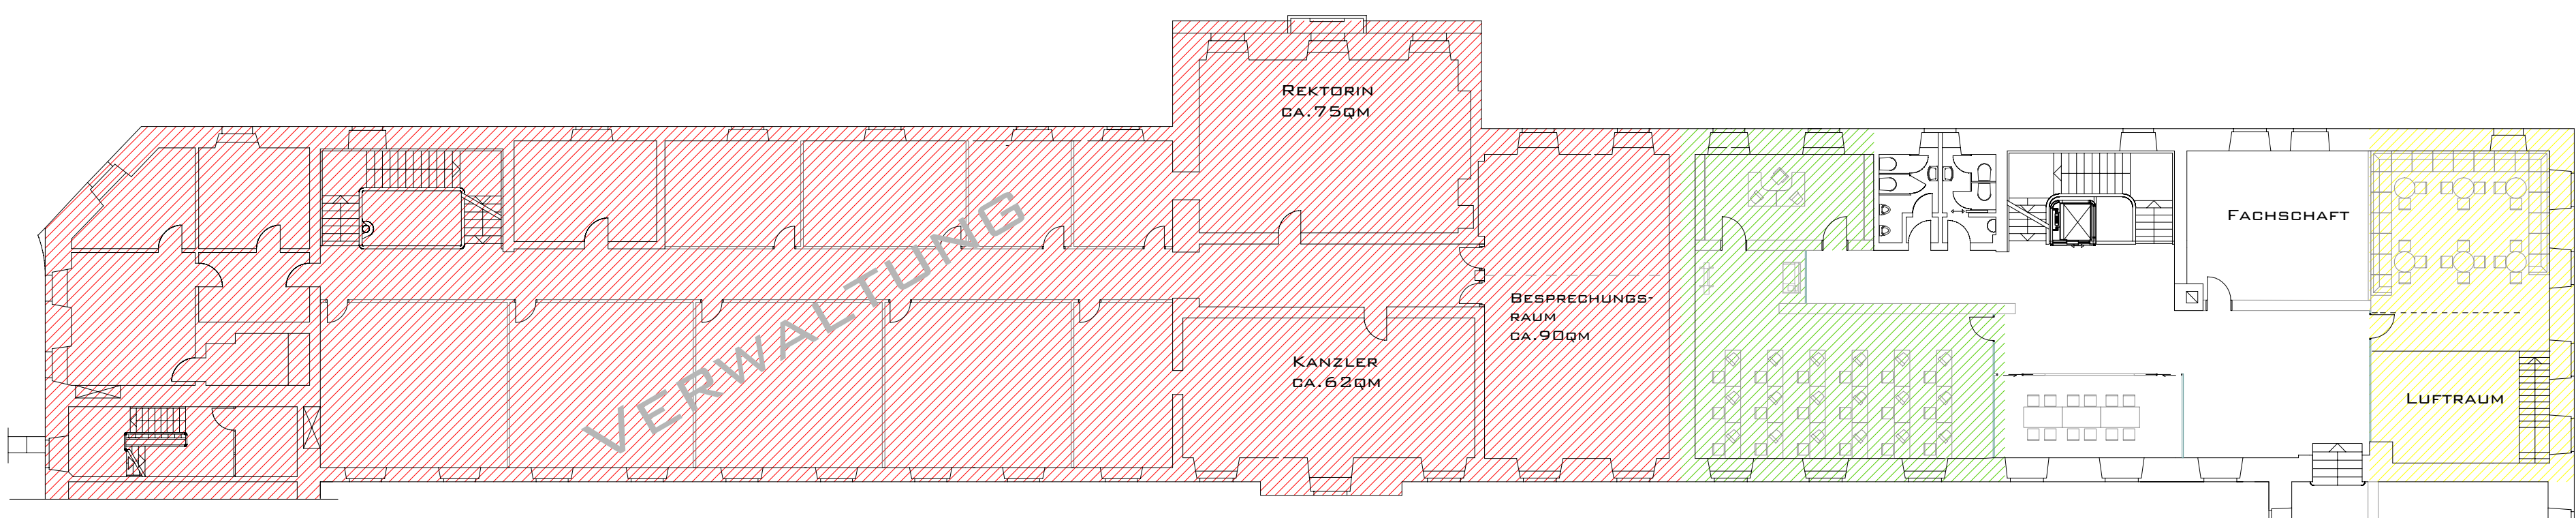 Rektorin
ca.75qm
Verwaltung
Fachschaft
Besprechungs-
raum
ca.90qm
Kanzler
ca.62qm
Luftraum